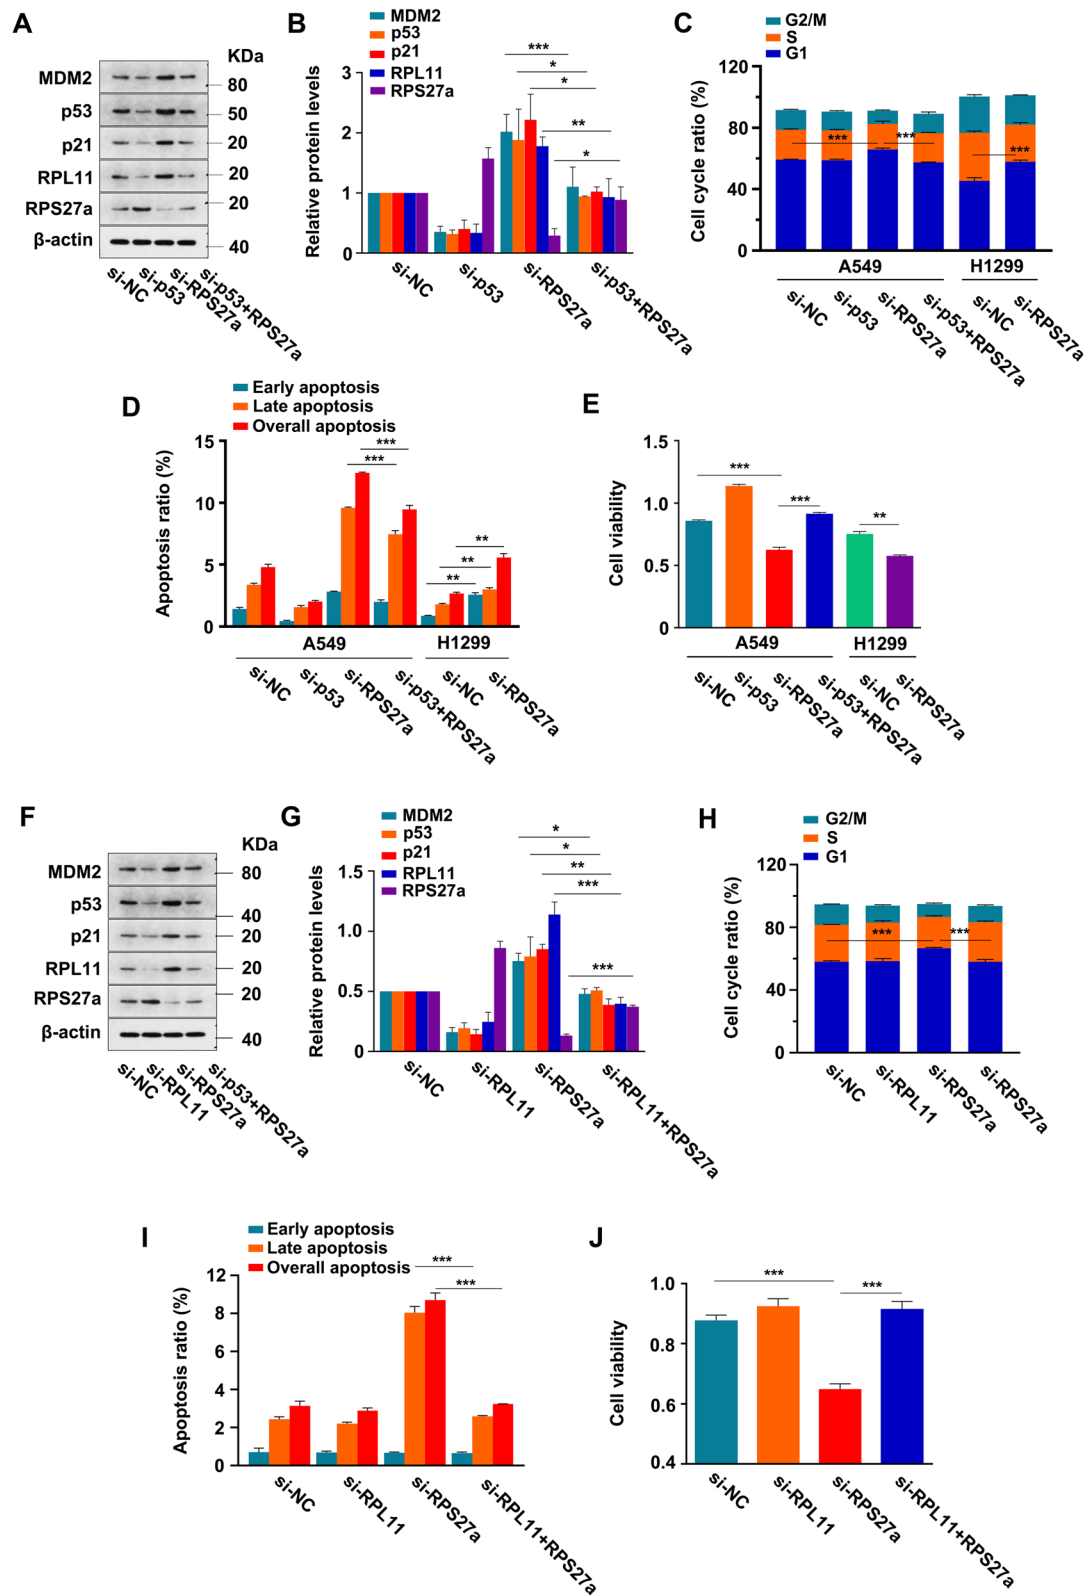 A
KDa
MDM2
80
p53
50
p21
20
RPL11
20
RPS27a
20
β-actin
40
si-NC
si-p53
si-RPS27a
si-p53+RPS27a
B
MDM2
p53
p21
RPL11
RPS27a
***
*
*
**
*
Relative protein levels
3
2
1
0
si-NC
si-p53
si-RPS27a
si-p53+RPS27a
C
G2/M
S
G1
Cell cycle ratio (%)
120
80
40
0
***
***
***
A549
H1299
si-NC
si-p53
si-RPS27a
si-p53+RPS27a
si-NC
si-RPS27a
D
Early apoptosis
Late apoptosis
Overall apoptosis
Apoptosis ratio (%)
15
10
5
0
***
***
**
**
**
A549
H1299
si-NC
si-p53
si-RPS27a
si-p53+RPS27a
si-NC
si-RPS27a
E
Cell viability
1.5
1.0
0.5
0
***
***
**
A549
H1299
si-NC
si-p53
si-RPS27a
si-p53+RPS27a
si-NC
si-RPS27a
F
KDa
MDM2
80
p53
40
p21
20
RPL11
20
RPS27a
20
β-actin
40
si-NC
si-RPL11
si-RPS27a
si-p53+RPS27a
G
MDM2
p53
p21
RPL11
RPS27a
*
*
**
***
***
Relative protein levels
1.5
1.0
0.5
0
si-NC
si-RPL11
si-RPS27a
si-RPL11+RPS27a
H
G2/M
S
G1
Cell cycle ratio (%)
120
80
40
0
***
***
si-NC
si-RPL11
si-RPS27a
si-RPS27a
I
Early apoptosis
Late apoptosis
Overall apoptosis
***
***
Apoptosis ratio (%)
12
8
6
4
2
0
si-NC
si-RPL11
si-RPS27a
si-RPL11+RPS27a
J
Cell viability
1.0
0.8
0.6
0.4
***
***
si-NC
si-RPL11
si-RPS27a
si-RPL11+RPS27a